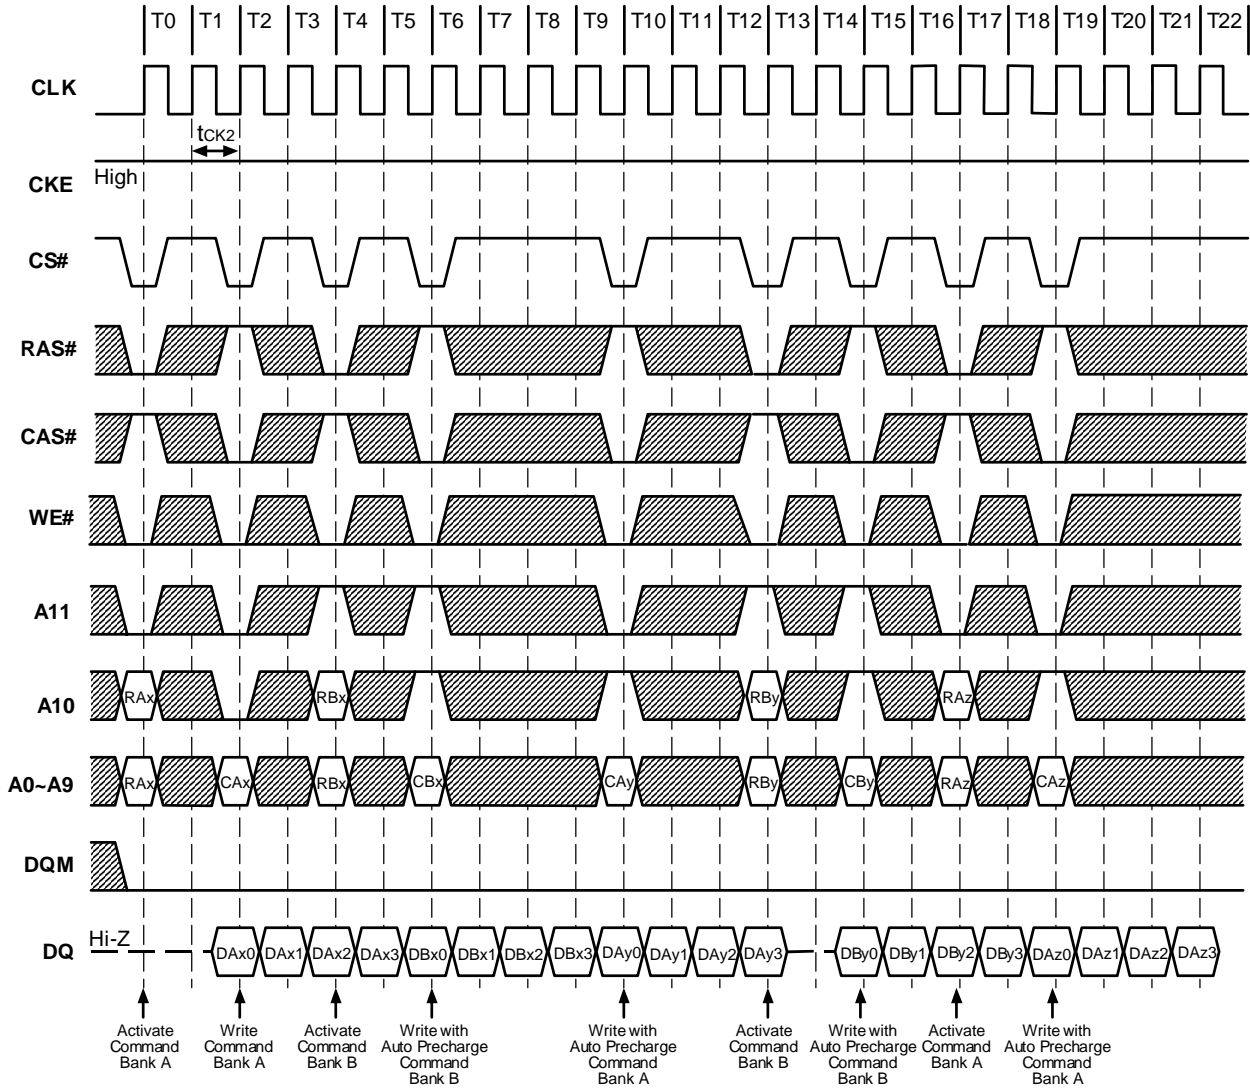 T0 T1 T2 T3 T4 T5 T6 T7 T8 T9 T10 T11 T12 T13 T14 T15 T16 T17 T18 T19 T20 T21 T22
CLK
tCK2
CKE High
CS#
RAS#
CAS#
WE#
A11
A10 RAx RBx RBy RAz
A0~A9 RAx CAx RBx CBx CAy RBy CBy RAz CAz
DQM
DQ Hi-Z DAx0 DAx1 DAx2 DAx3 DBx0 DBx1 DBx2 DBx3 DAy0 DAy1 DAy2 DAy3 DBy0 DBy1 DBy2 DBy3 DAz0 DAz1 DAz2 DAz3
Activate
Command
Bank A
Write
Command
Bank A
Activate
Command
Bank B
Write with
Auto Precharge
Command
Bank B
Write with
Auto Precharge
Command
Bank A
Activate
Command
Bank B
Write with
Auto Precharge
Command
Bank B
Activate
Command
Bank A
Write with
Auto Precharge
Command
Bank A